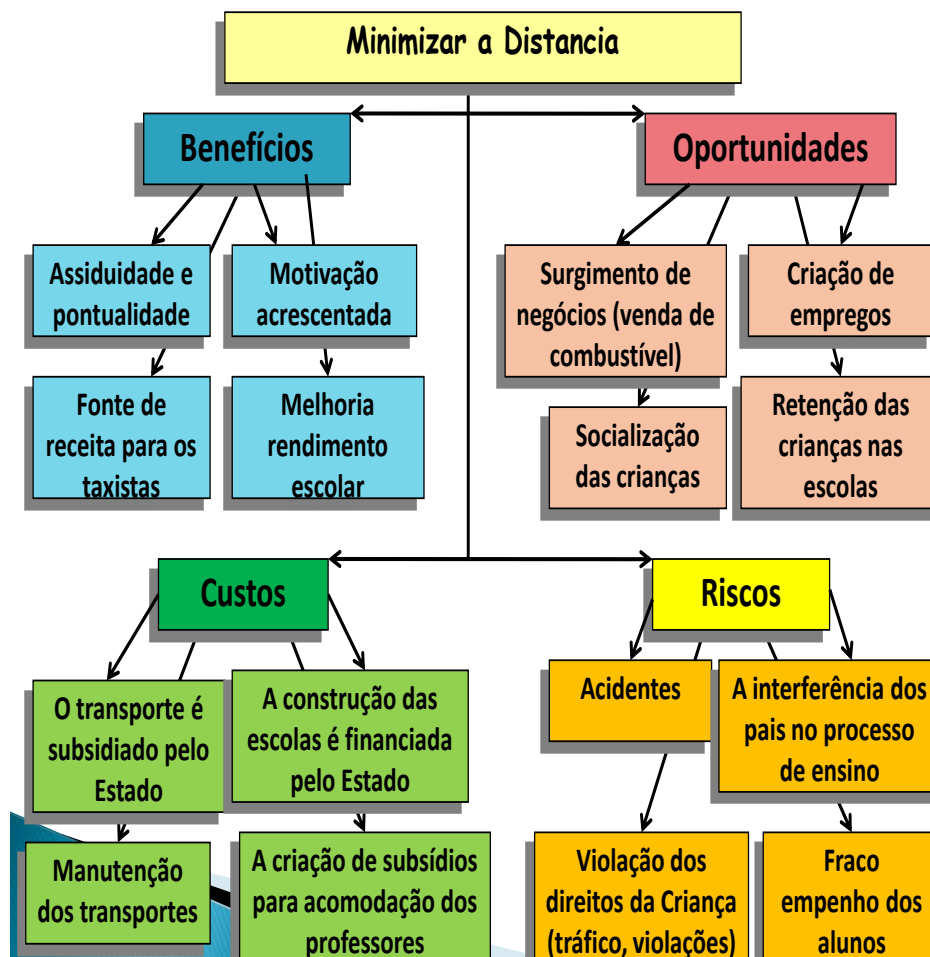 Minimizar a Distancia
Benefícios
Oportunidades
Assiduidade e
pontualidade
Motivação
acrescentada
Fonte de
receita para os
taxistas
Melhoria
rendimento
escolar
Surgimento de
negócios (venda de
combustível)
Criação de
empregos
Socialização
das crianças
Retenção das
crianças nas
escolas
Custos
Riscos
O transporte é
subsidiado pelo
Estado
A construção das
escolas é financiada
pelo Estado
Manutenção
dos transportes
A criação de subsídios
para acomodação dos
professores
Acidentes
A interferência dos
pais no processo
de ensino
Violação dos
direitos da Criança
(tráfico, violações)
Fraco
empenho dos
alunos